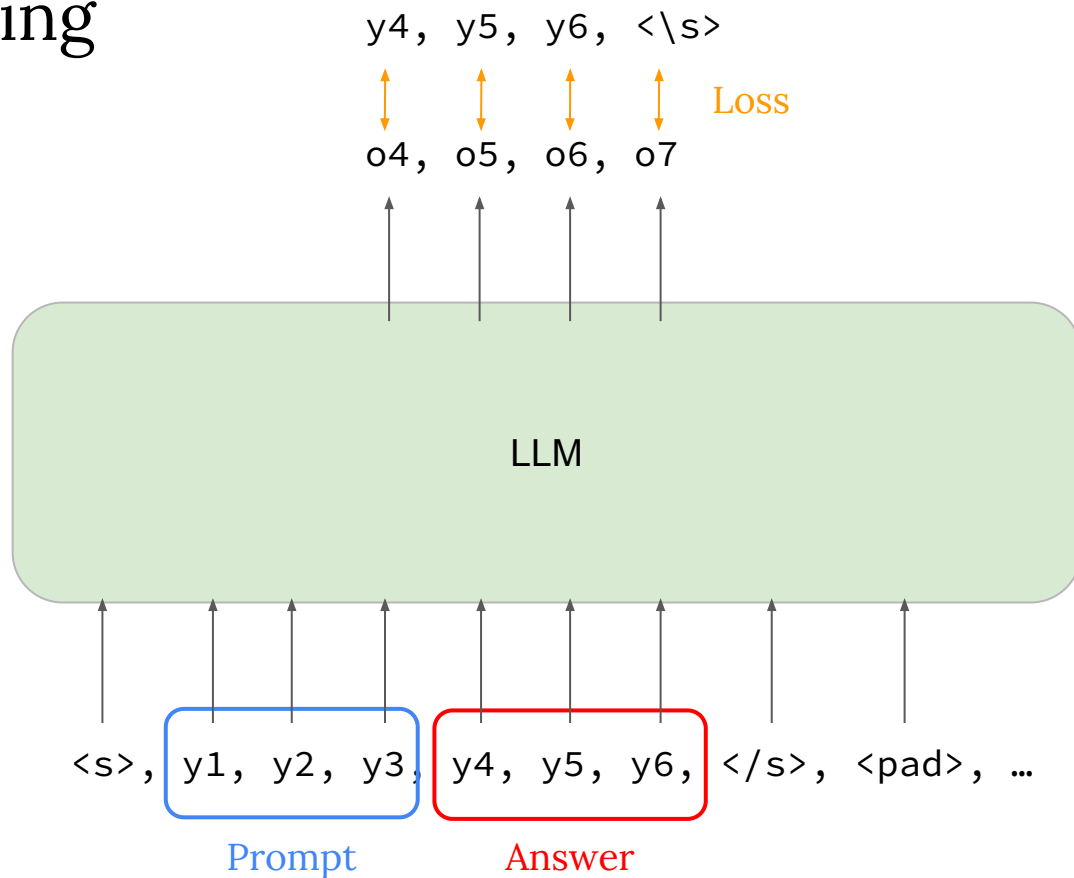 ing
y4, y5, y6, <\s>
Loss
o4, o5, o6, o7
LLM
<s>, y1, y2, y3, y4, y5, y6, </s>, <pad>, …
Prompt Answer